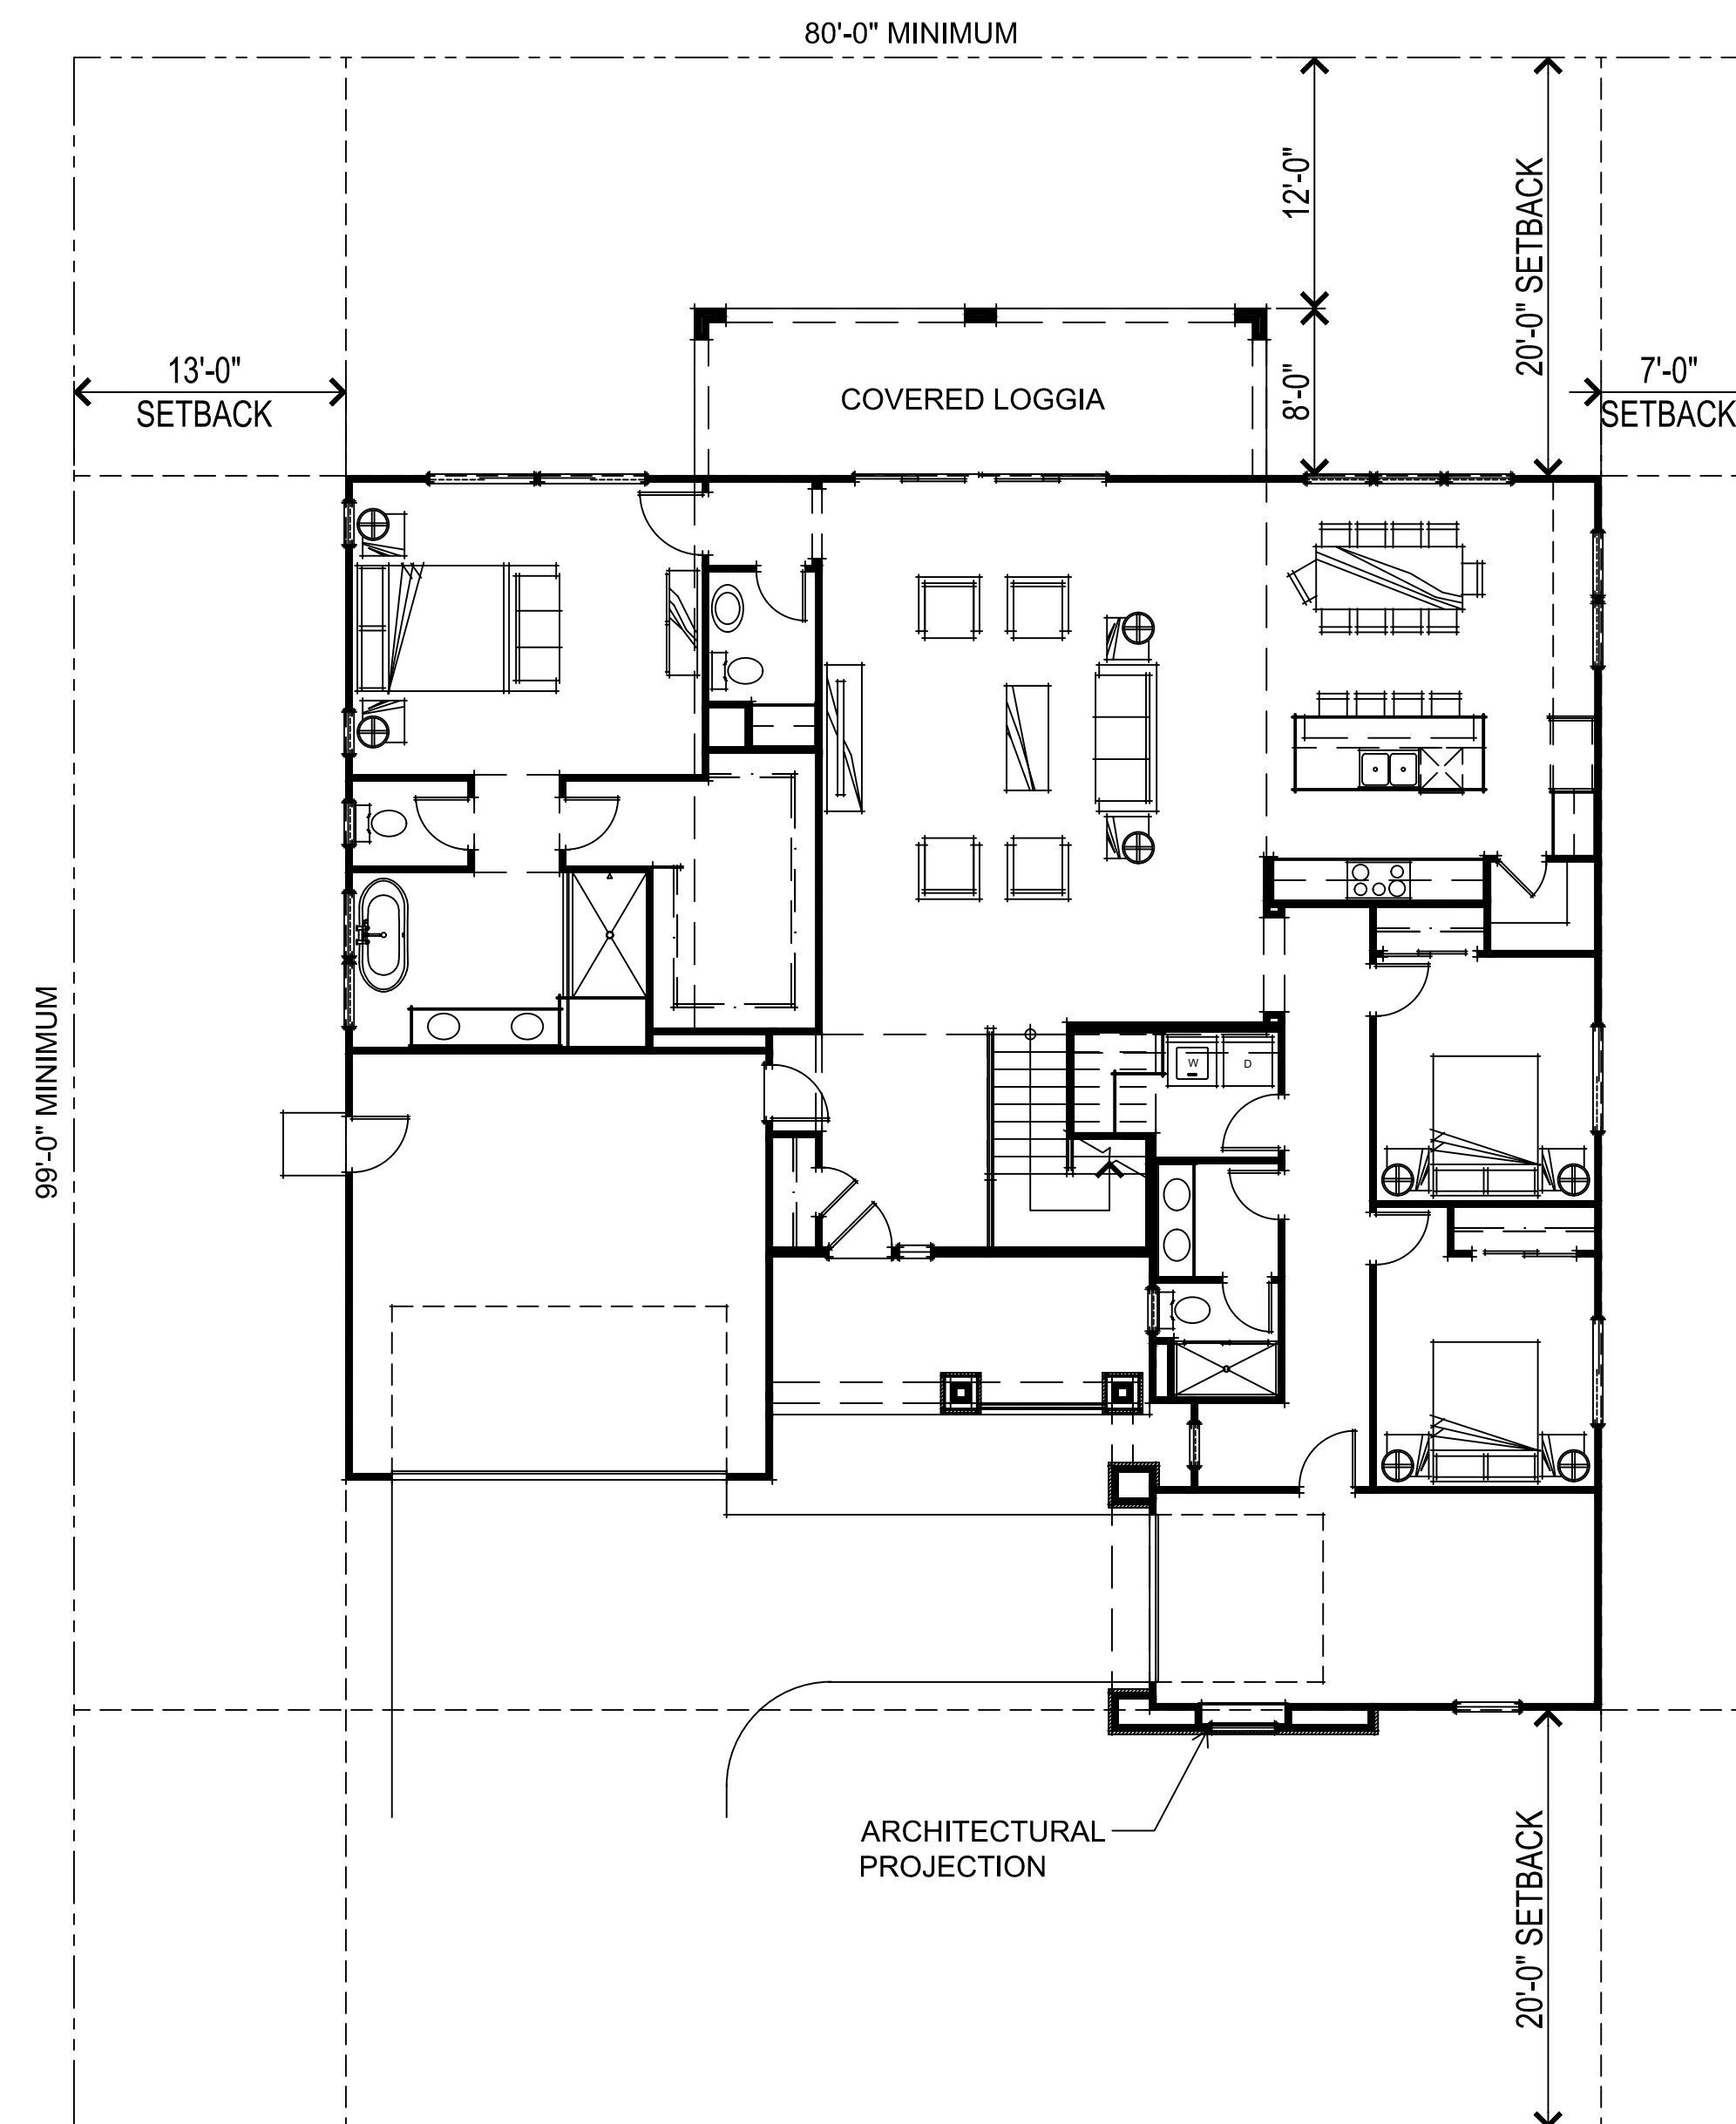 80'-0" MINIMUM
12'-0"
20'-0" SETBACK
13'-0"
SETBACK
COVERED LOGGIA
8'-0"
7'-0"
SETBACK
99'-0" MINIMUM
W
D
ARCHITECTURAL
PROJECTION
20'-0" SETBACK